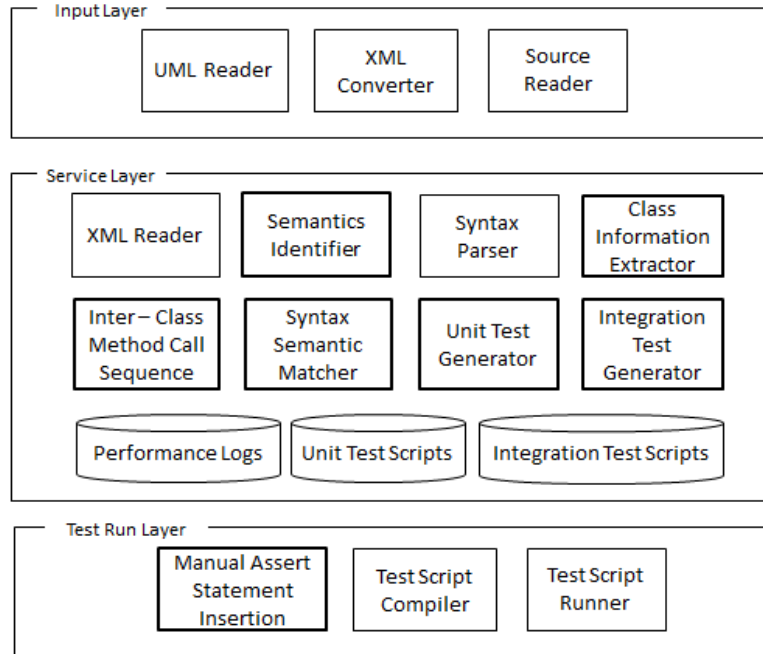 Input Layer
UML Reader
XML
Converter
Source
Reader
Service Layer
XML Reader
Semantics
Identifier
Syntax
Parser
Class
Information
Extractor
Inter – Class
Method Call
Sequence
Syntax
Semantic
Matcher
Unit Test
Generator
Integration
Test
Generator
Performance Logs
Unit Test Scripts
Integration Test Scripts
Test Run Layer
Manual Assert
Statement
Insertion
Test Script
Compiler
Test Script
Runner